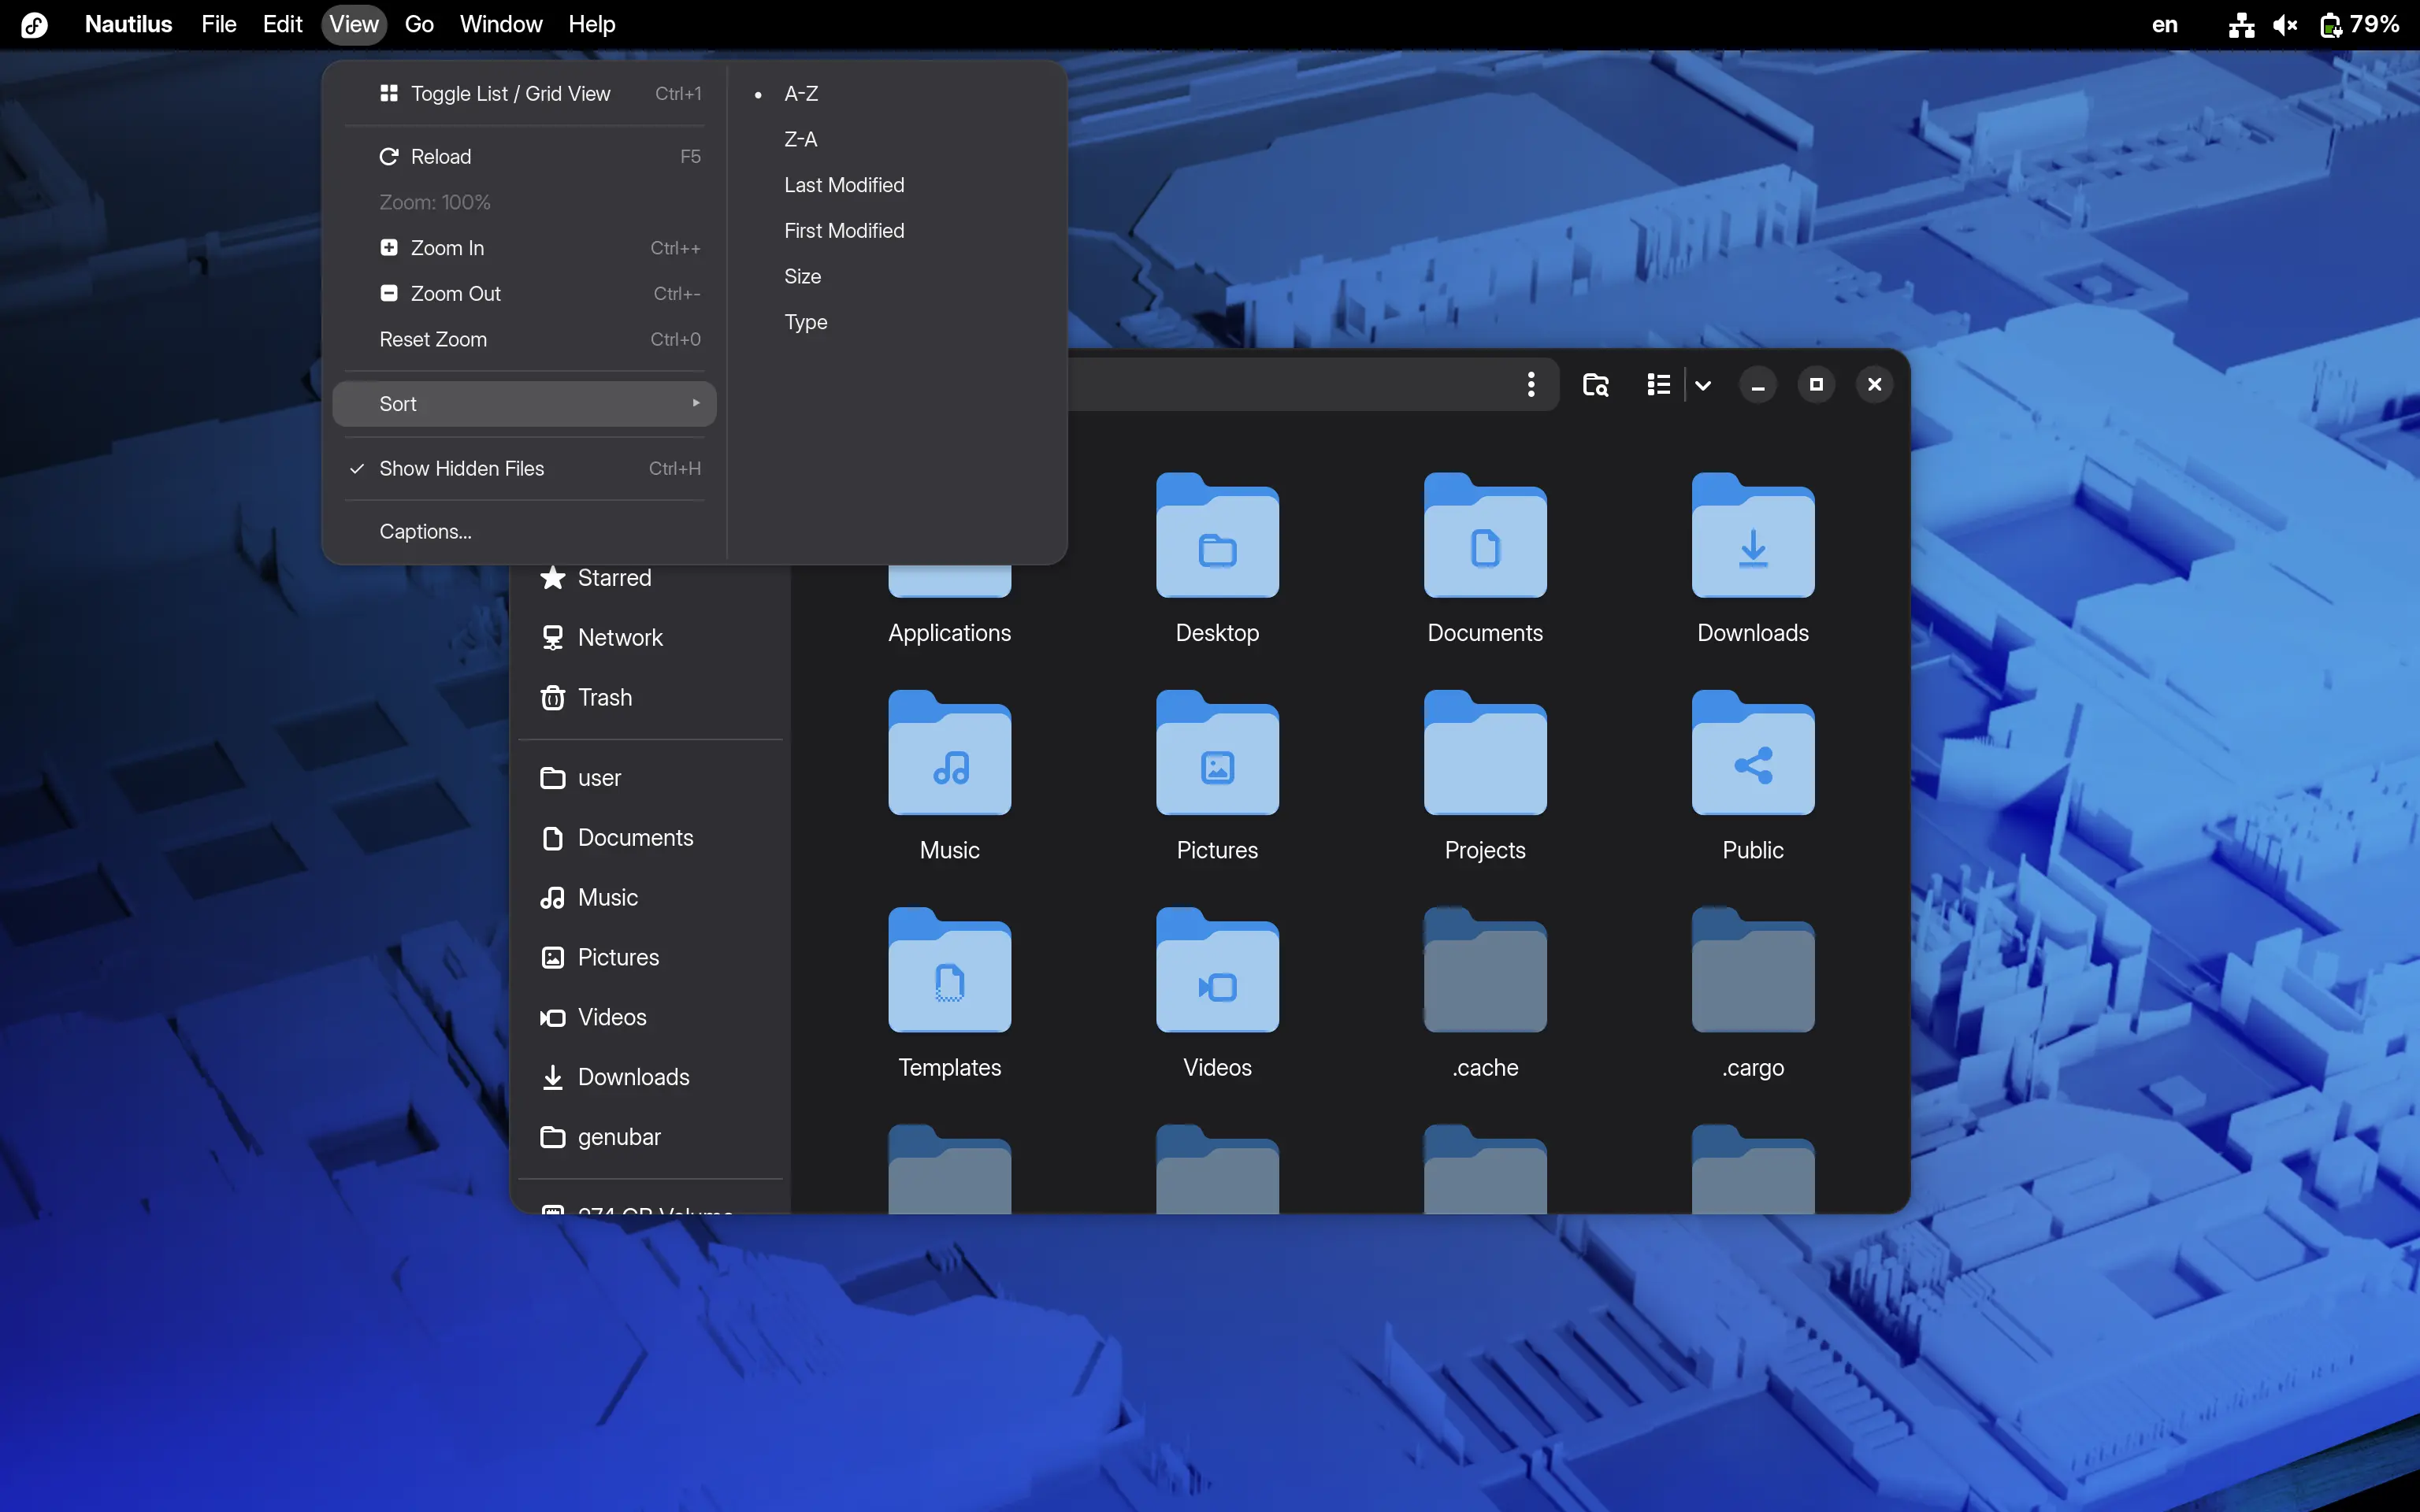 Nautilus File Edit View Go Window Help en 79%
Toggle List / Grid View Ctrl+1
Reload F5
Zoom: 100%
Zoom In Ctrl++
Zoom Out Ctrl+-
Reset Zoom Ctrl+0
Sort
Show Hidden Files Ctrl+H
Captions...
A-Z
Z-A
Last Modified
First Modified
Size
Type
Starred
Network
Trash
user
Documents
Music
Pictures
Videos
Downloads
genubar
Applications Desktop Documents Downloads
Music Pictures Projects Public
Templates Videos .cache .cargo